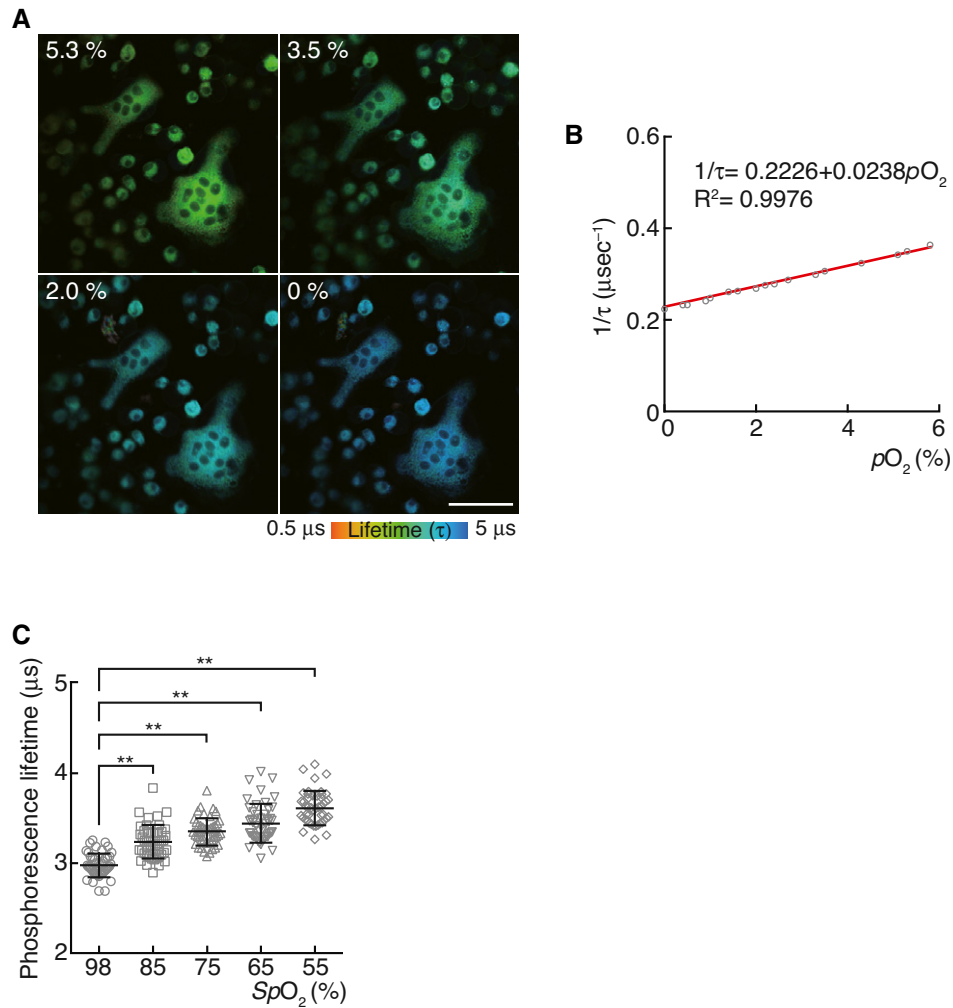 A
5.3 %
3.5 %
2.0 %
0 %
0.5 µs Lifetime (τ) 5 µs
B
0.6
1/τ= 0.2226+0.0238pO₂
R²= 0.9976
0.4
1/τ (µsec⁻¹)
0.2
0
0 2 4 6
pO₂ (%)
C
Phosphorescence lifetime (µs)
5
**
**
**
**
4
3
2
98 85 75 65 55
SpO₂ (%)